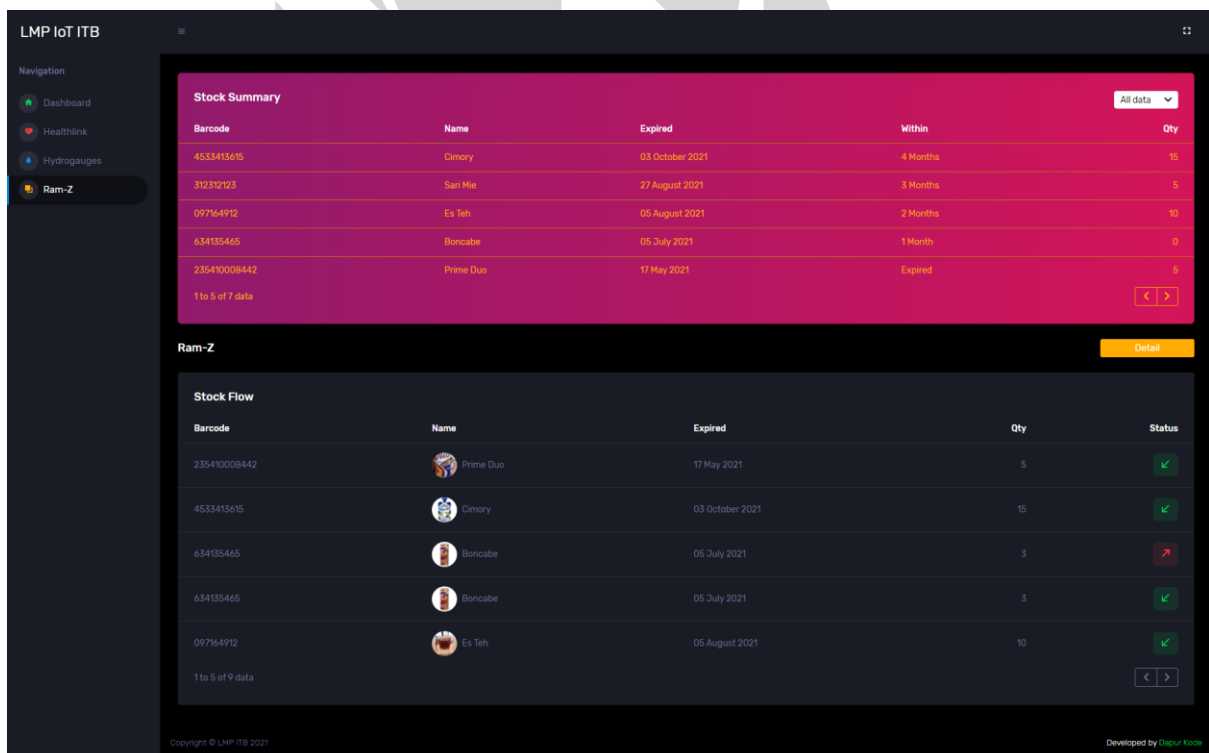 LMP IoT ITB
Navigation
Dashboard
Healthlink
Hydrogauges
Ram-Z
Stock Summary
All data
Barcode Name Expired Within Qty
4533413615 Cimory 03 October 2021 4 Months 15
312312123 Sari Mie 27 August 2021 3 Months 5
097164912 Es Teh 05 August 2021 2 Months 10
634135465 Boncabe 05 July 2021 1 Month 0
235410008442 Prime Duo 17 May 2021 Expired 5
1 to 5 of 7 data
Ram-Z
Detail
Stock Flow
Barcode Name Expired Qty Status
235410008442 Prime Duo 17 May 2021 5
4533413615 Cimory 03 October 2021 15
634135465 Boncabe 05 July 2021 3
634135465 Boncabe 05 July 2021 3
097164912 Es Teh 05 August 2021 10
1 to 5 of 9 data
Copyright © LMP ITB 2021
Developed by Dapur Kode